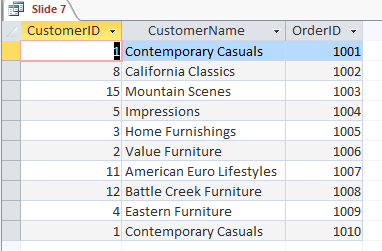 Slide 7
CustomerID CustomerName OrderID
1 Contemporary Casuals 1001
8 California Classics 1002
15 Mountain Scenes 1003
5 Impressions 1004
3 Home Furnishings 1005
2 Value Furniture 1006
11 American Euro Lifestyles 1007
12 Battle Creek Furniture 1008
4 Eastern Furniture 1009
1 Contemporary Casuals 1010